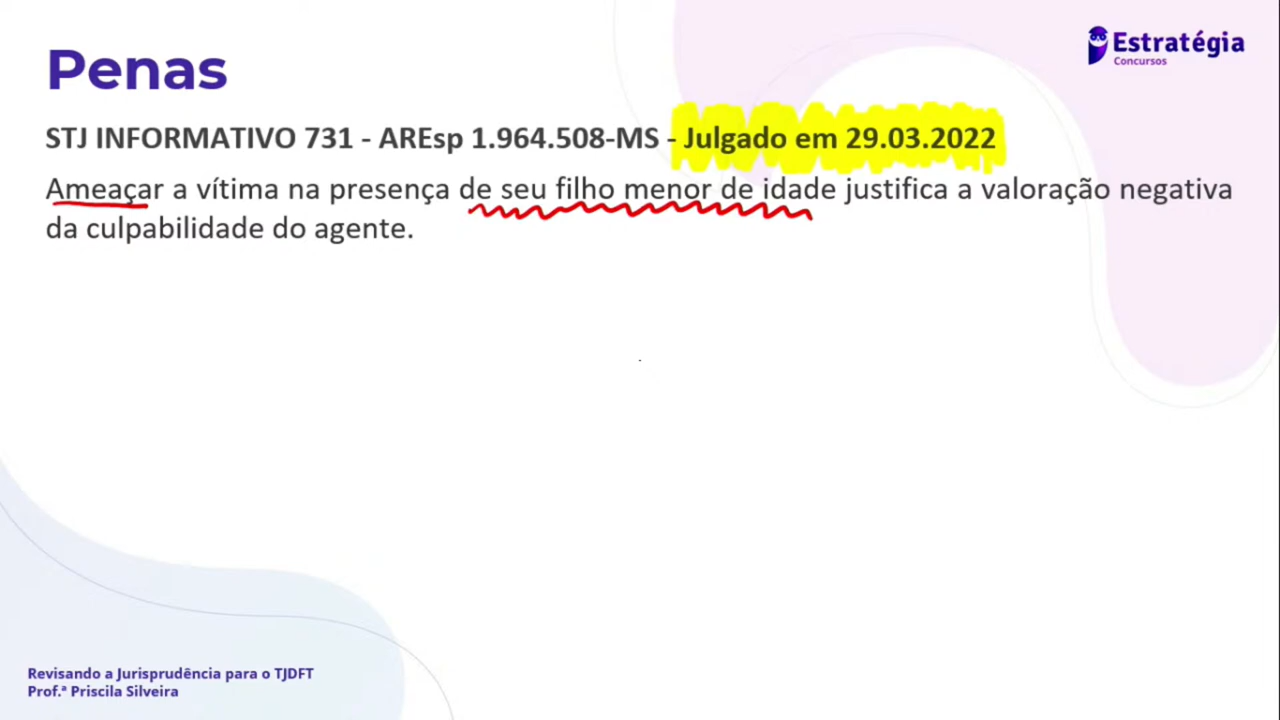 Estratégia
Concursos
Penas
STJ INFORMATIVO 731 - AREsp 1.964.508-MS - Julgado em 29.03.2022
Ameaçar a vítima na presença de seu filho menor de idade justifica a valoração negativa
da culpabilidade do agente.
Revisando a Jurisprudência para o TJDFT
Prof.ª Priscila Silveira